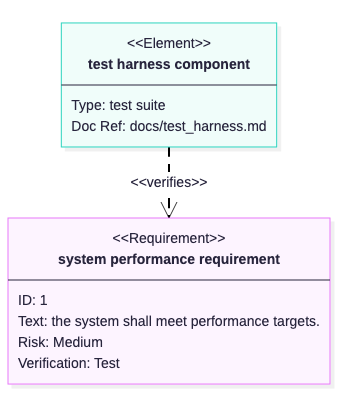 <<Element>>
test harness component
Type: test suite
Doc Ref: docs/test_harness.md
<<verifies>>
<<Requirement>>
system performance requirement
ID: 1
Text: the system shall meet performance targets.
Risk: Medium
Verification: Test